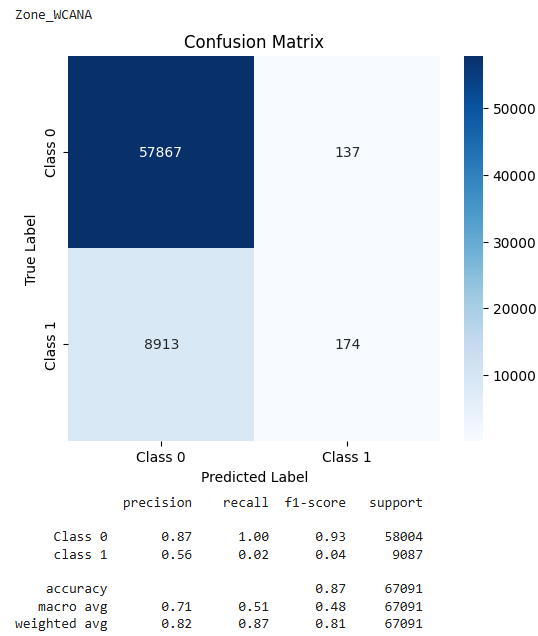 Zone_WCANA
Confusion Matrix
True Label
Class 0
57867 137
Class 1
8913 174
50000
40000
30000
20000
10000
Class 0 Class 1
Predicted Label
precision recall f1-score support
Class 0 0.87 1.00 0.93 58004
class 1 0.56 0.02 0.04 9087
accuracy 0.87 67091
macro avg 0.71 0.51 0.48 67091
weighted avg 0.82 0.87 0.81 67091